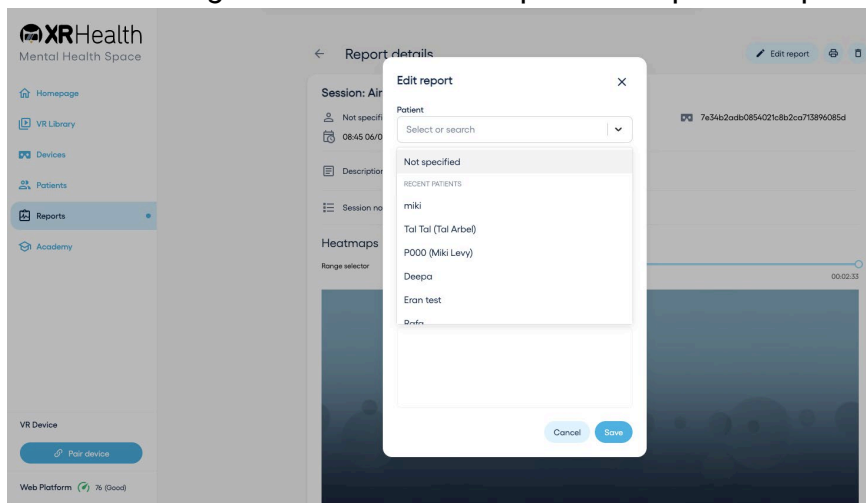 XRHealth
Mental Health Space
Homepage
VR Library
Devices
Patients
Reports
Academy
VR Device
Pair device
Web Platform 76 (Good)
Report details
Edit report
Session: Air
Not specifi
08:45 06/0
7e34b2adb0854021c8b2ca713896085d
Description
Session no
Heatmaps
Range selector
00:02:33
Edit report
Patient
Select or search
Not specified
RECENT PATIENTS
miki
Tal Tal (Tal Arbel)
P000 (Miki Levy)
Deepa
Eran test
Rafa
Cancel
Save